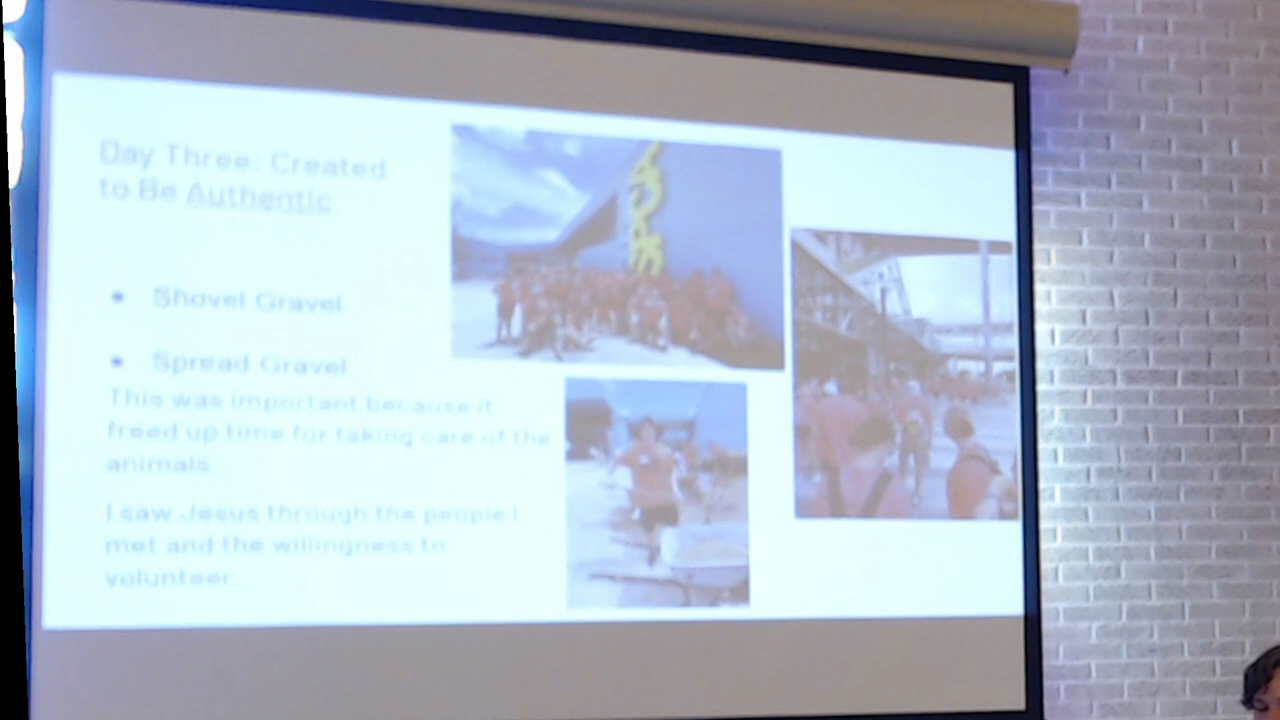 Day Three: Created
to Be Authentic
• Shovel Gravel
• Spread Gravel
This was important because it
freed up time for taking care of the
animals.
I saw Jesus through the people I
met and the willingness to
volunteer.